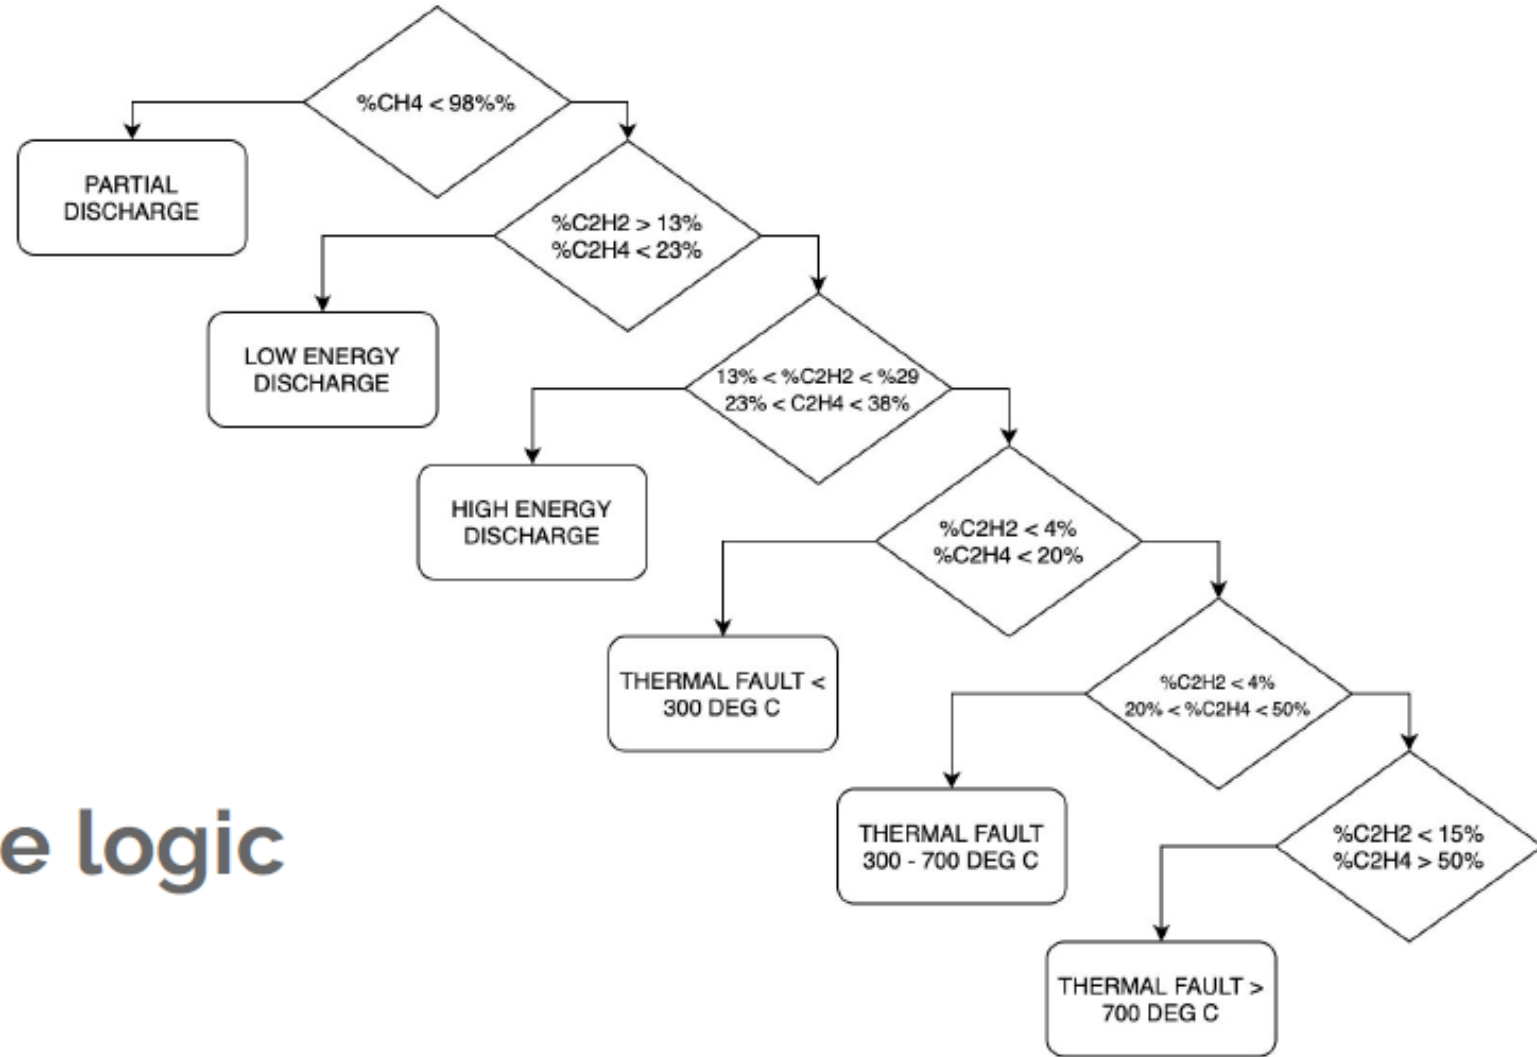 %CH4 < 98%%
PARTIAL
DISCHARGE
%C2H2 > 13%
%C2H4 < 23%
LOW ENERGY
DISCHARGE
13% < %C2H2 < %29
23% < C2H4 < 38%
HIGH ENERGY
DISCHARGE
%C2H2 < 4%
%C2H4 < 20%
THERMAL FAULT <
300 DEG C
%C2H2 < 4%
20% < %C2H4 < 50%
THERMAL FAULT
300 - 700 DEG C
%C2H2 < 15%
%C2H4 > 50%
THERMAL FAULT >
700 DEG C
e logic